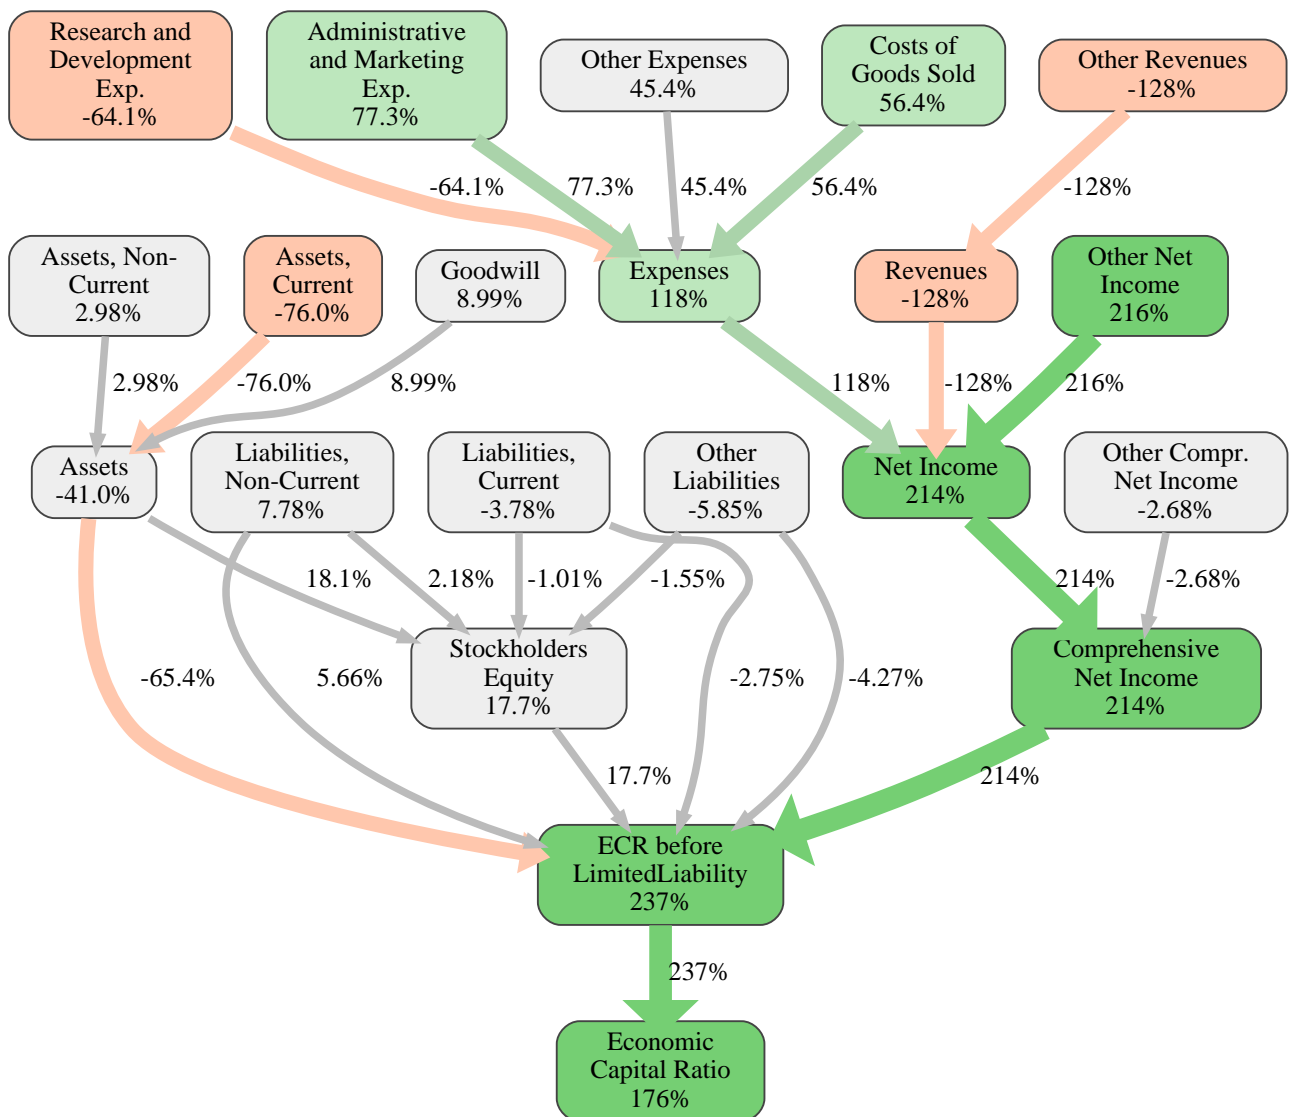 Research and
Development
Exp.
-64.1%
Administrative
and Marketing
Exp.
77.3%
Other Expenses
45.4%
Costs of
Goods Sold
56.4%
Other Revenues
-128%
-64.1%
77.3%
45.4%
56.4%
-128%
Assets, Non-
Current
2.98%
Assets,
Current
-76.0%
Goodwill
8.99%
Expenses
118%
Revenues
-128%
Other Net
Income
216%
2.98%
-76.0%
8.99%
118%
-128%
216%
Assets
-41.0%
Liabilities,
Non-Current
7.78%
Liabilities,
Current
-3.78%
Other
Liabilities
-5.85%
Net Income
214%
Other Compr.
Net Income
-2.68%
18.1%
2.18%
-1.01%
-1.55%
214%
-2.68%
Stockholders
Equity
17.7%
Comprehensive
Net Income
214%
-65.4%
5.66%
-2.75%
-4.27%
17.7%
214%
ECR before
LimitedLiability
237%
237%
Economic
Capital Ratio
176%